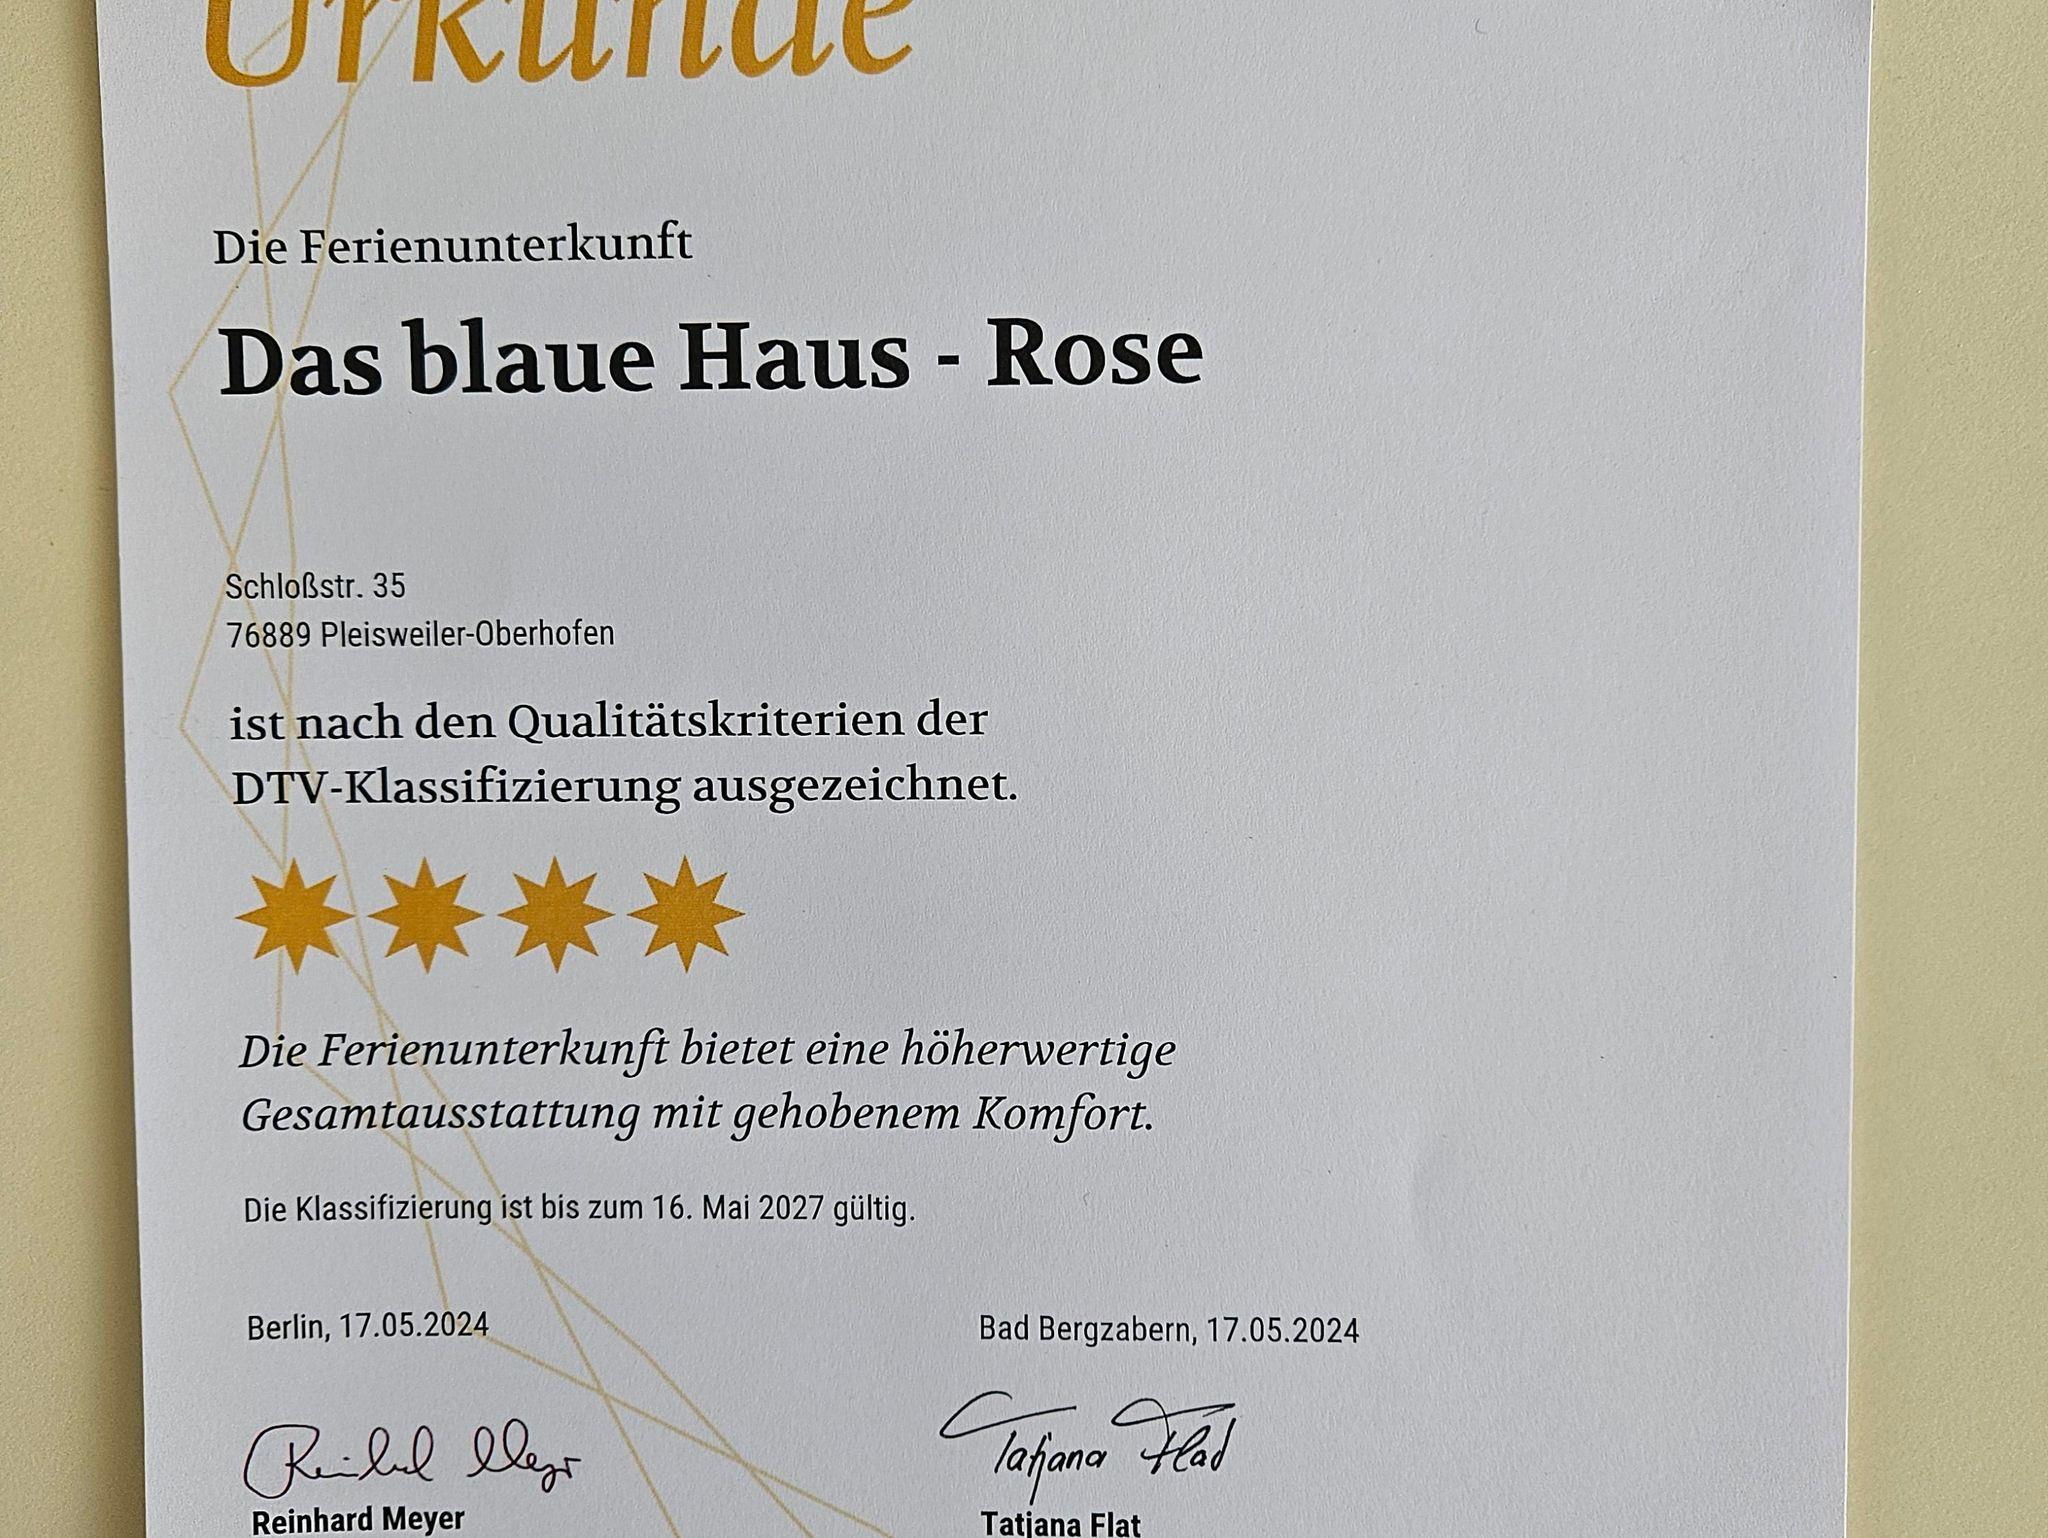 Urkunde
Die Ferienunterkunft
Das blaue Haus - Rose
Schloßstr. 35
76889 Pleisweiler-Oberhofen
ist nach den Qualitätskriterien der
DTV-Klassifizierung ausgezeichnet.
Die Ferienunterkunft bietet eine höherwertige
Gesamtausstattung mit gehobenem Komfort.
Die Klassifizierung ist bis zum 16. Mai 2027 gültig.
Berlin, 17.05.2024
Bad Bergzabern, 17.05.2024
Reinhard Meyer
Tatjana Flad
Reinhard Meyer
Tatjana Flat